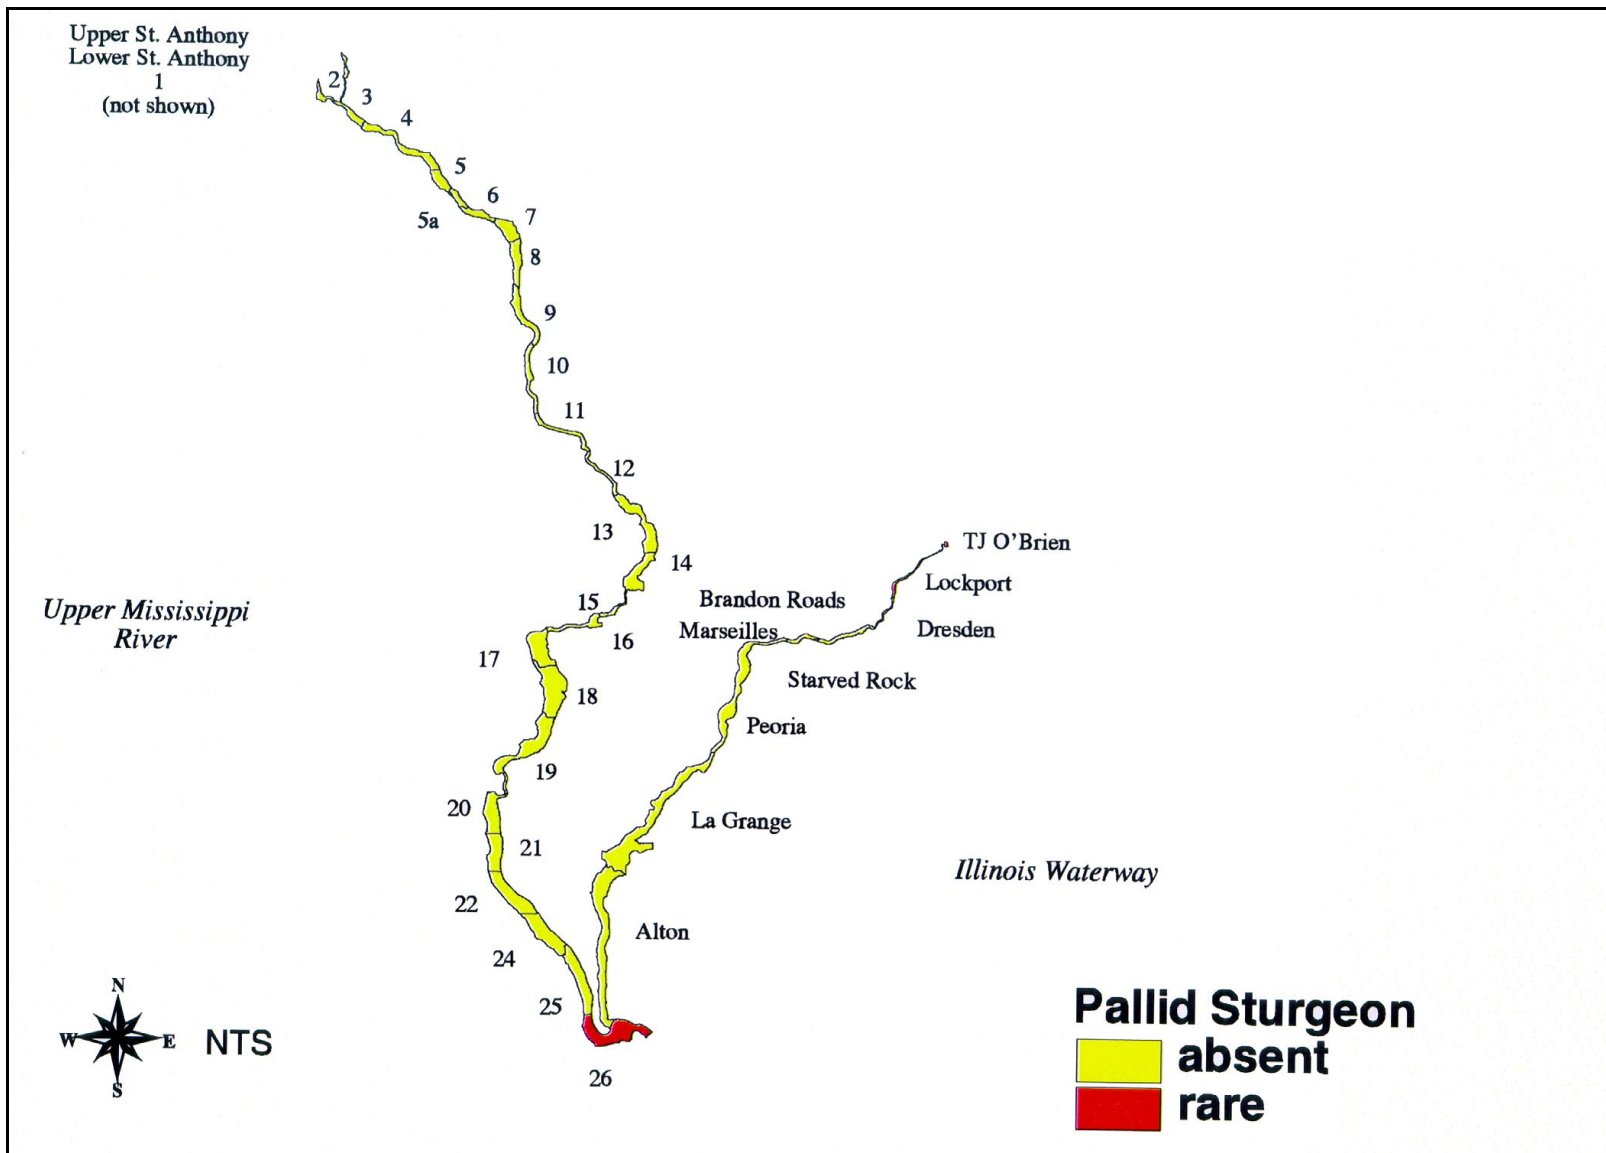 Upper St. Anthony
Lower St. Anthony
1
(not shown)
2
3
4
5
6
5a
7
8
9
10
11
12
13
14
TJ O'Brien
Lockport
Brandon Roads
15
Upper Mississippi
River
Marseilles
Dresden
16
17
Starved Rock
18
Peoria
19
20
La Grange
21
Illinois Waterway
22
Alton
24
25
N
W
E
S
NTS
26
Pallid Sturgeon
absent
rare